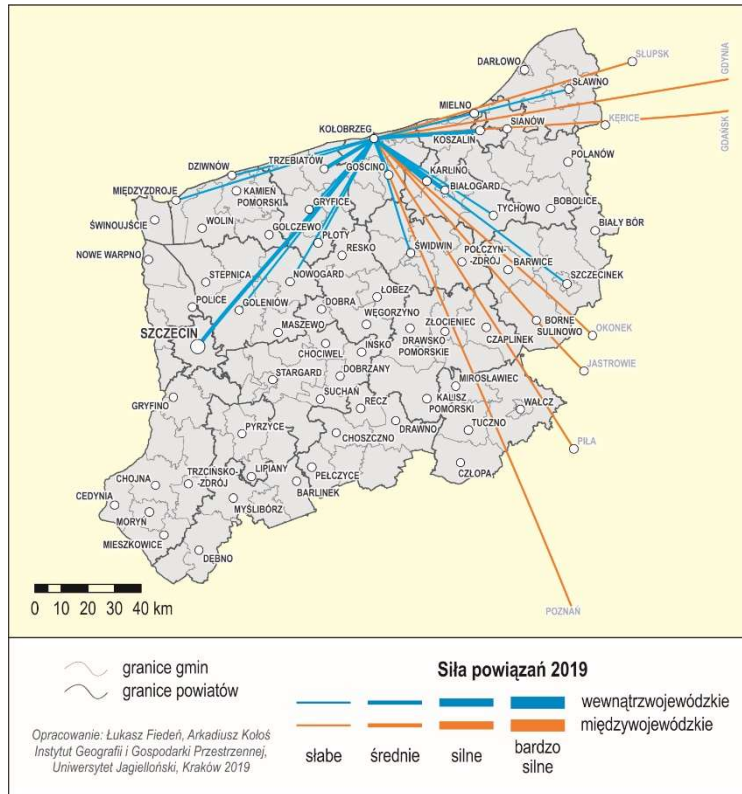 SŁUPSK
DARŁOWO
GDYNIA
SŁAWNO
MIELNO
KOŁOBRZEG
SIANÓW
KOSZALIN
KĘPICE
GDAŃSK
TRZEBIATÓW
GOŚCINO
KARLINO
POLANÓW
DZIWNÓW
BIAŁOGARD
MIĘDZYZDROJE
KAMIEŃ
POMORSKI
GRYFICE
TYCHOWO
BOBOLICE
ŚWINOUJŚCIE
WOLIN
GOLCZEWO
PŁOTY
BIAŁY BÓR
NOWE WARPNO
RESKO
ŚWIDWIN
POŁCZYN
-ZDRÓJ
BARWICE
STEPNICA
NOWOGARD
SZCZECINEK
POLICE
GOLENIÓW
DOBRA
ŁOBEZ
WĘGORZYNO
ZŁOCIENIEC
BORNE
SULINOWO
OKONEK
SZCZECIN
MASZEWO
CHOCIWEL
IŃSKO
DRAWSKO
POMORSKIE
CZAPLINEK
JASTROWIE
STARGARD
DOBRZANY
MIROSŁAWIEC
SUCHAŃ
RECZ
KALISZ
POMORSKI
WAŁCZ
GRYFINO
DRAWNO
TUCZNO
PYRZYCE
CHOSZCZNO
PIŁA
CHOJNA
TRZCIŃSKO
-ZDRÓJ
LIPIANY
PEŁCZYCE
CZŁOPA
CEDYNIA
BARLINEK
MORYŃ
MYŚLIBÓRZ
MIESZKOWICE
DĘBNO
POZNAŃ
0 10 20 30 40 km
granice gmin
granice powiatów
Opracowanie: Łukasz Fiedeń, Arkadiusz Kołoś
Instytut Geografii i Gospodarki Przestrzennej,
Uniwersytet Jagielloński, Kraków 2019
Siła powiązań 2019
wewnątrzwojewódzkie
międzywojewódzkie
słabe średnie silne bardzo
silne